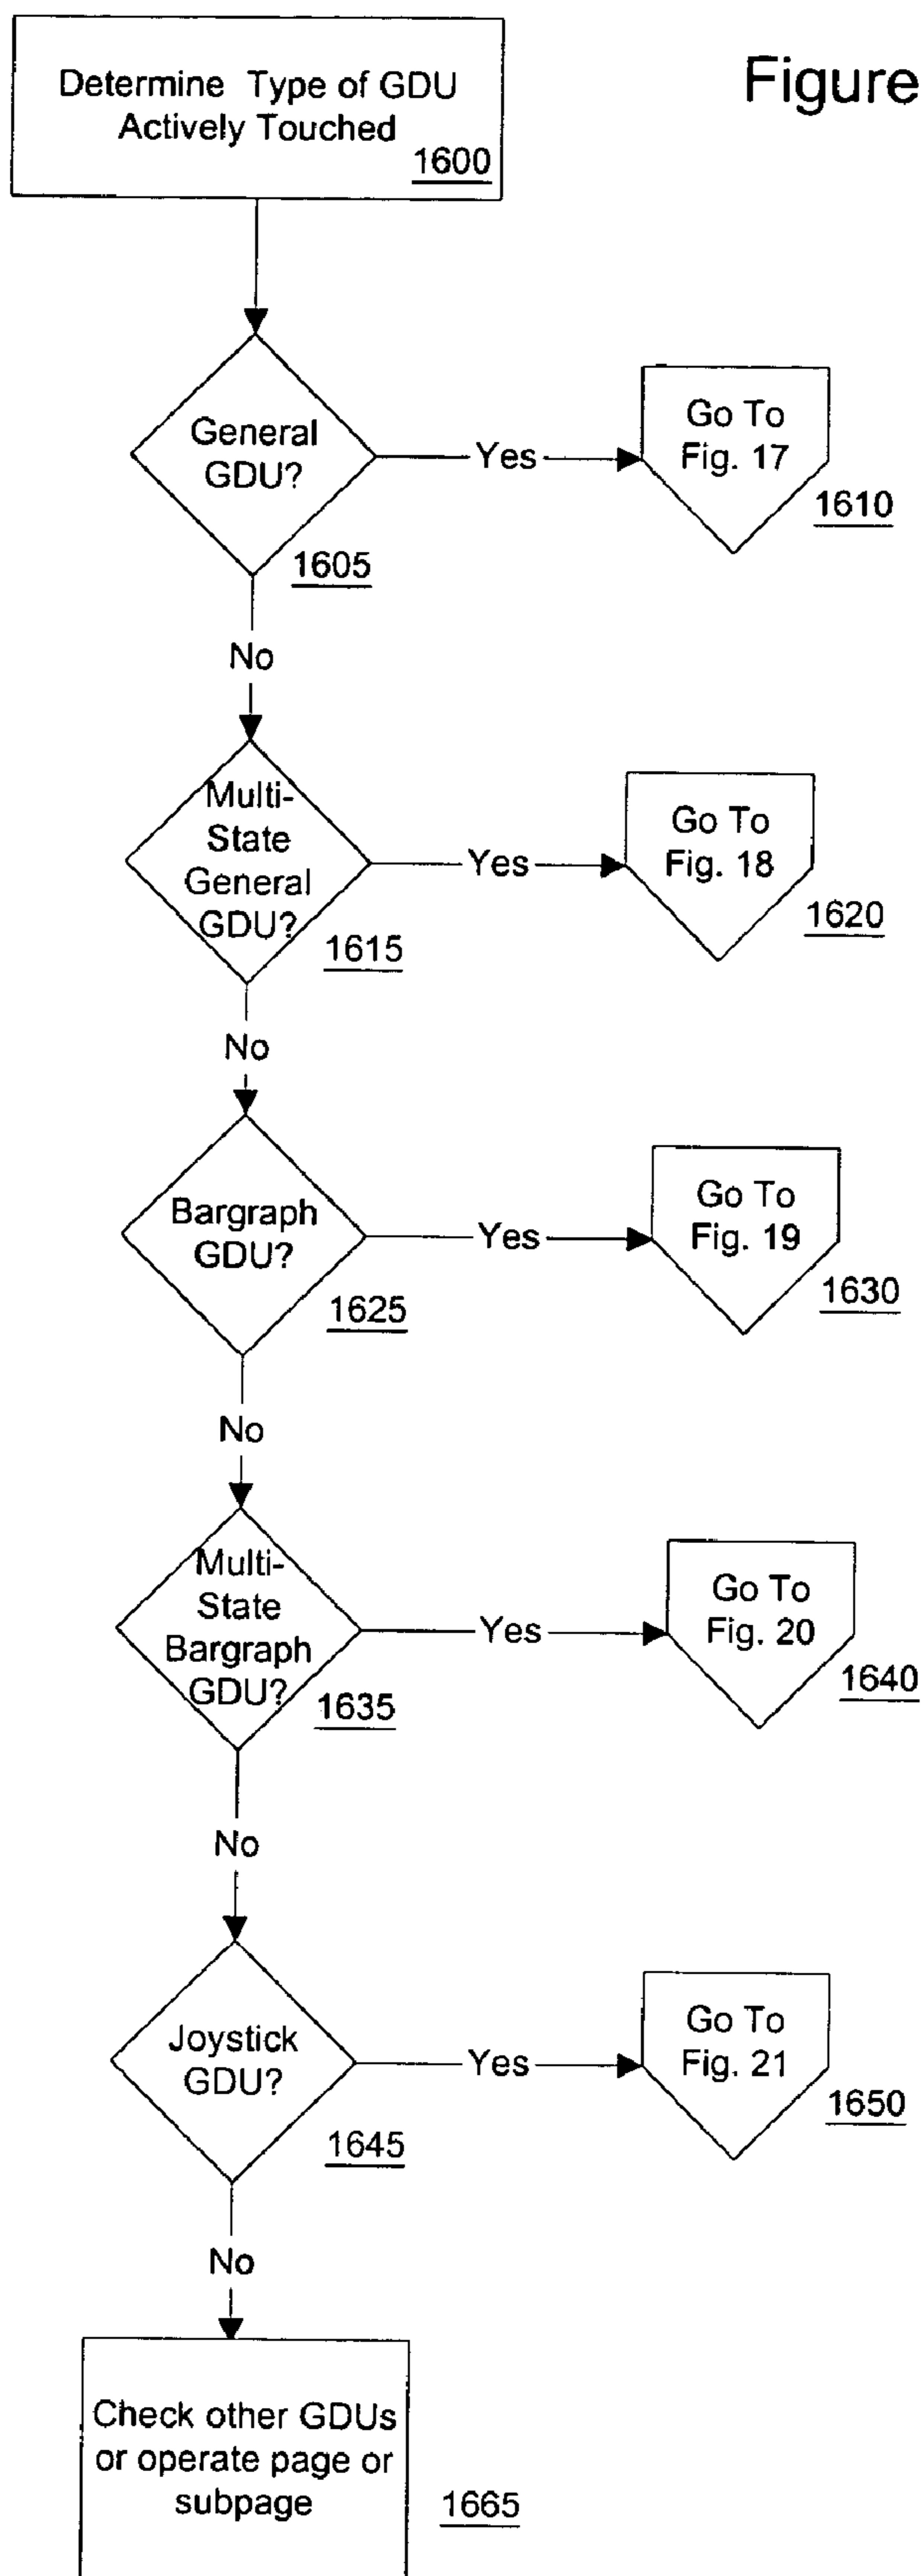 Figure
Determine Type of GDU
Actively Touched
1600
General
GDU?
1605
Yes
Go To
Fig. 17
1610
No
Multi-
State
General
GDU?
1615
Yes
Go To
Fig. 18
1620
No
Bargraph
GDU?
1625
Yes
Go To
Fig. 19
1630
No
Multi-
State
Bargraph
GDU?
1635
Yes
Go To
Fig. 20
1640
No
Joystick
GDU?
1645
Yes
Go To
Fig. 21
1650
No
Check other GDUs
or operate page or
subpage
1665